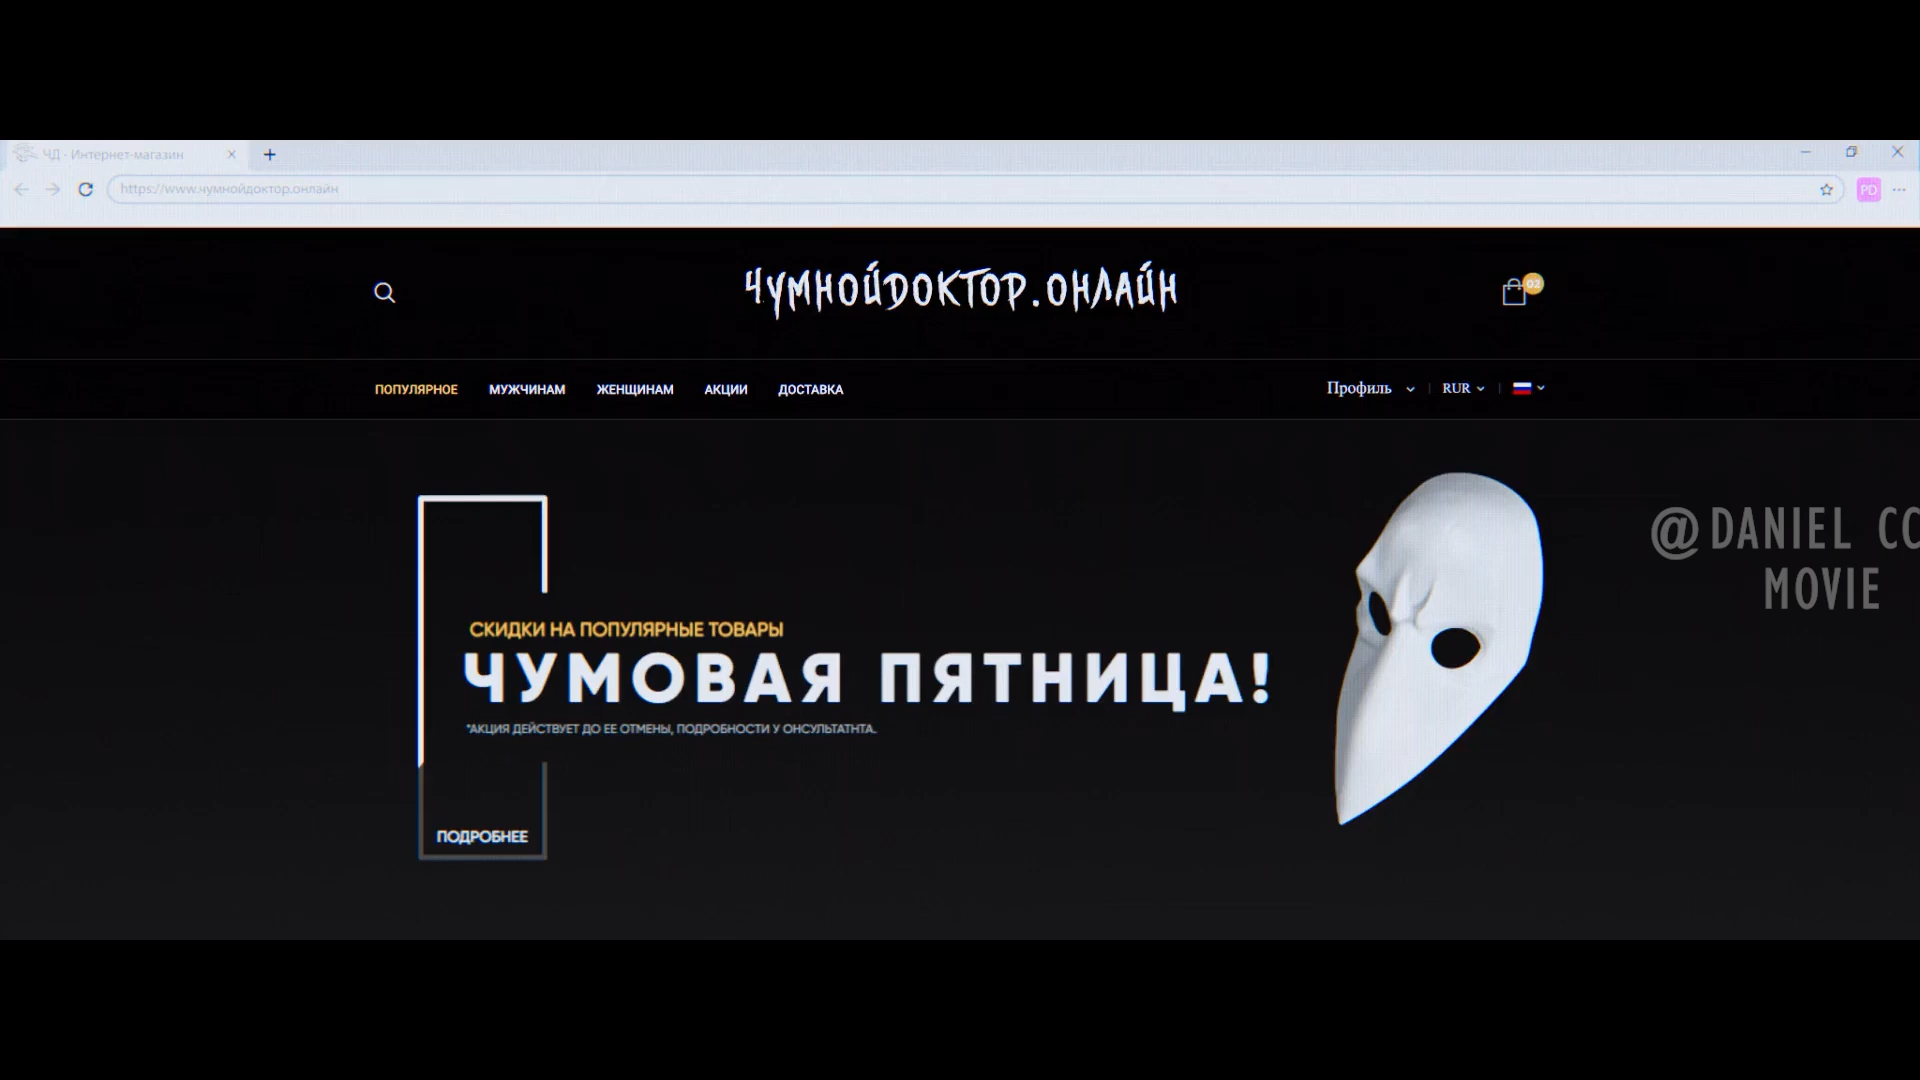 ЧД - Интернет-магазин
https://www.чумнойдоктор.онлайн
PD
ЧУМНОЙДОКТОР.ОНЛАЙН
02
ПОПУЛЯРНОЕ МУЖЧИНАМ ЖЕНЩИНАМ АКЦИИ ДОСТАВКА
Профиль RUR
@DANIEL CC
MOVIE
СКИДКИ НА ПОПУЛЯРНЫЕ ТОВАРЫ
ЧУМОВАЯ ПЯТНИЦА!
*АКЦИЯ ДЕЙСТВУЕТ ДО ЕЕ ОТМЕНЫ, ПОДРОБНОСТИ У ОНСУЛЬТАТНТА.
ПОДРОБНЕЕ